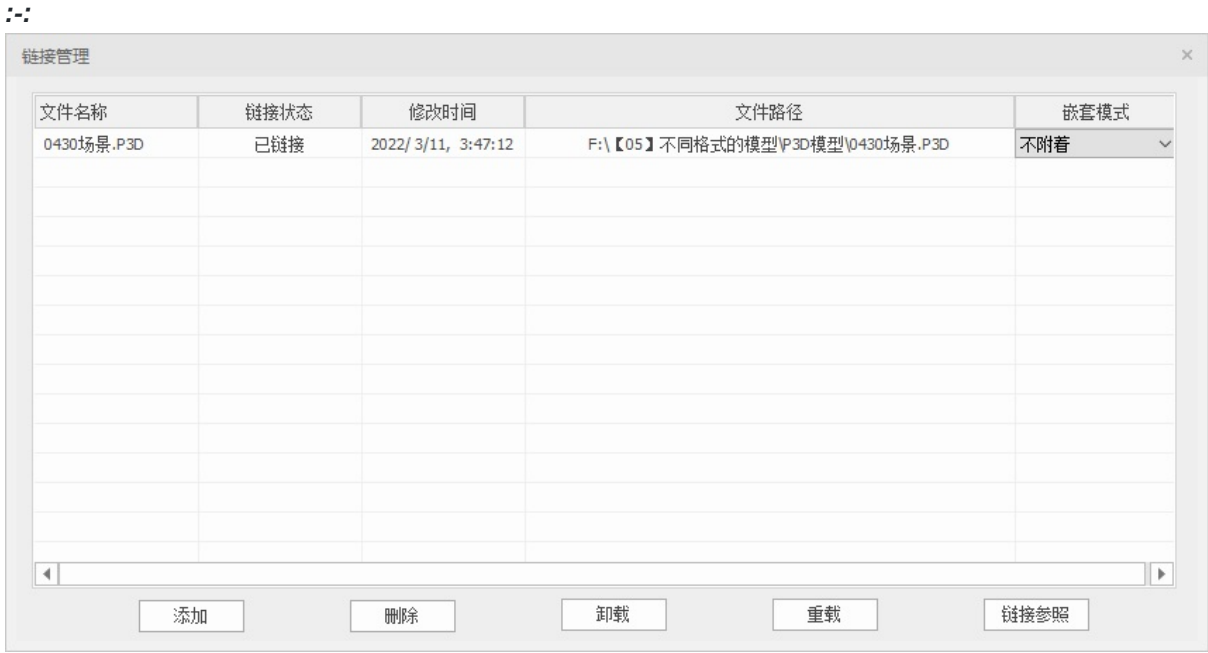 :-:
链接管理
文件名称 链接状态 修改时间 文件路径 嵌套模式
0430场景.P3D 已链接 2022/ 3/11, 3:47:12 F:\【05】不同格式的模型\P3D模型\0430场景.P3D 不附着
添加 删除 卸载 重载 链接参照